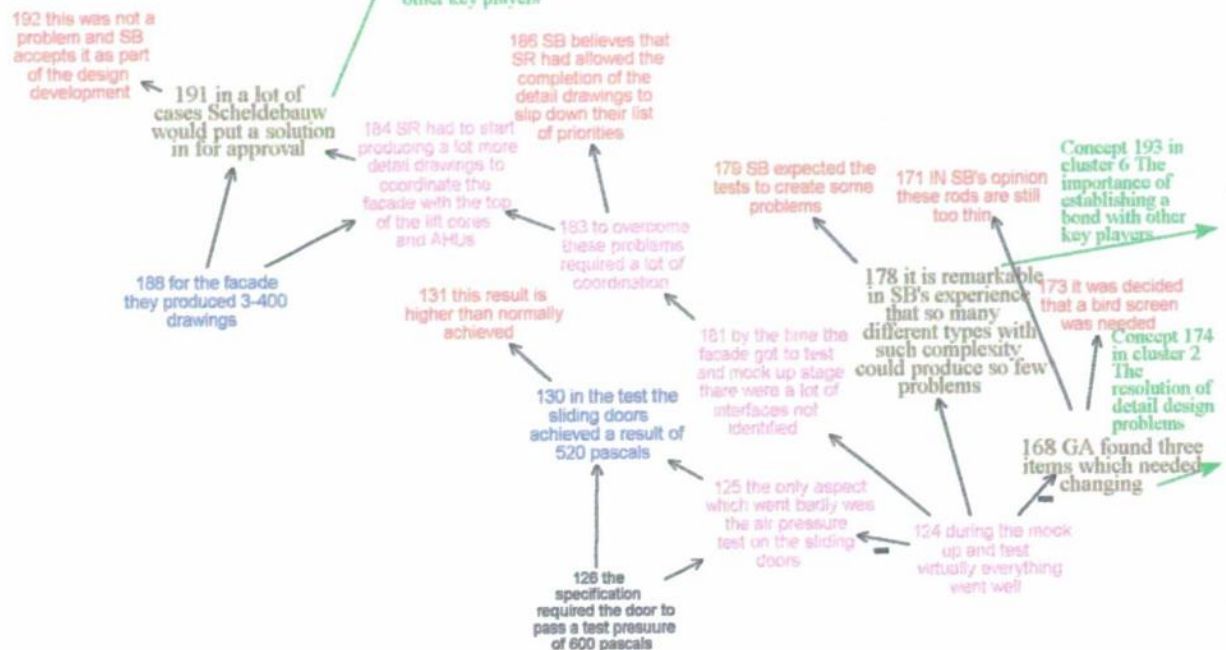 other key players
192 this was not a
problem and SB
accepts it as part
of the design
development
191 in a lot of
cases Scheldebauw
would put a solution
in for approval
186 SB believes that
SR had allowed the
completion of the
detail drawings to
slip down their list
of priorities
184 SR had to start
producing a lot more
detail drawings to
coordinate the
facade with the top
of the lift cores
and AHUs
183 to overcome
these problems
required a lot of
coordination
188 for the facade
they produced 3-400
drawings
179 SB expected the
tests to create some
problems
171 IN SB's opinion
these rods are still
too thin
Concept 193 in
cluster 6 The
importance of
establishing a
bond with other
key players
178 it is remarkable
in SB's experience
that so many
different types with
such complexity
could produce so few
problems
173 it was decided
that a bird screen
was needed
Concept 174
in cluster 2
The
resolution of
detail design
problems
131 this result is
higher than normally
achieved
181 by the time the
facade got to test
and mock up stage
there were a lot of
interfaces not
identified
130 in the test the
sliding doors
achieved a result of
520 pascals
168 GA found three
items which needed
changing
125 the only aspect
which went badly was
the air pressure
test on the sliding
doors
124 during the mock
up and test
virtually everything
went well
126 the
specification
required the door to
pass a test presuure
of 600 pascals